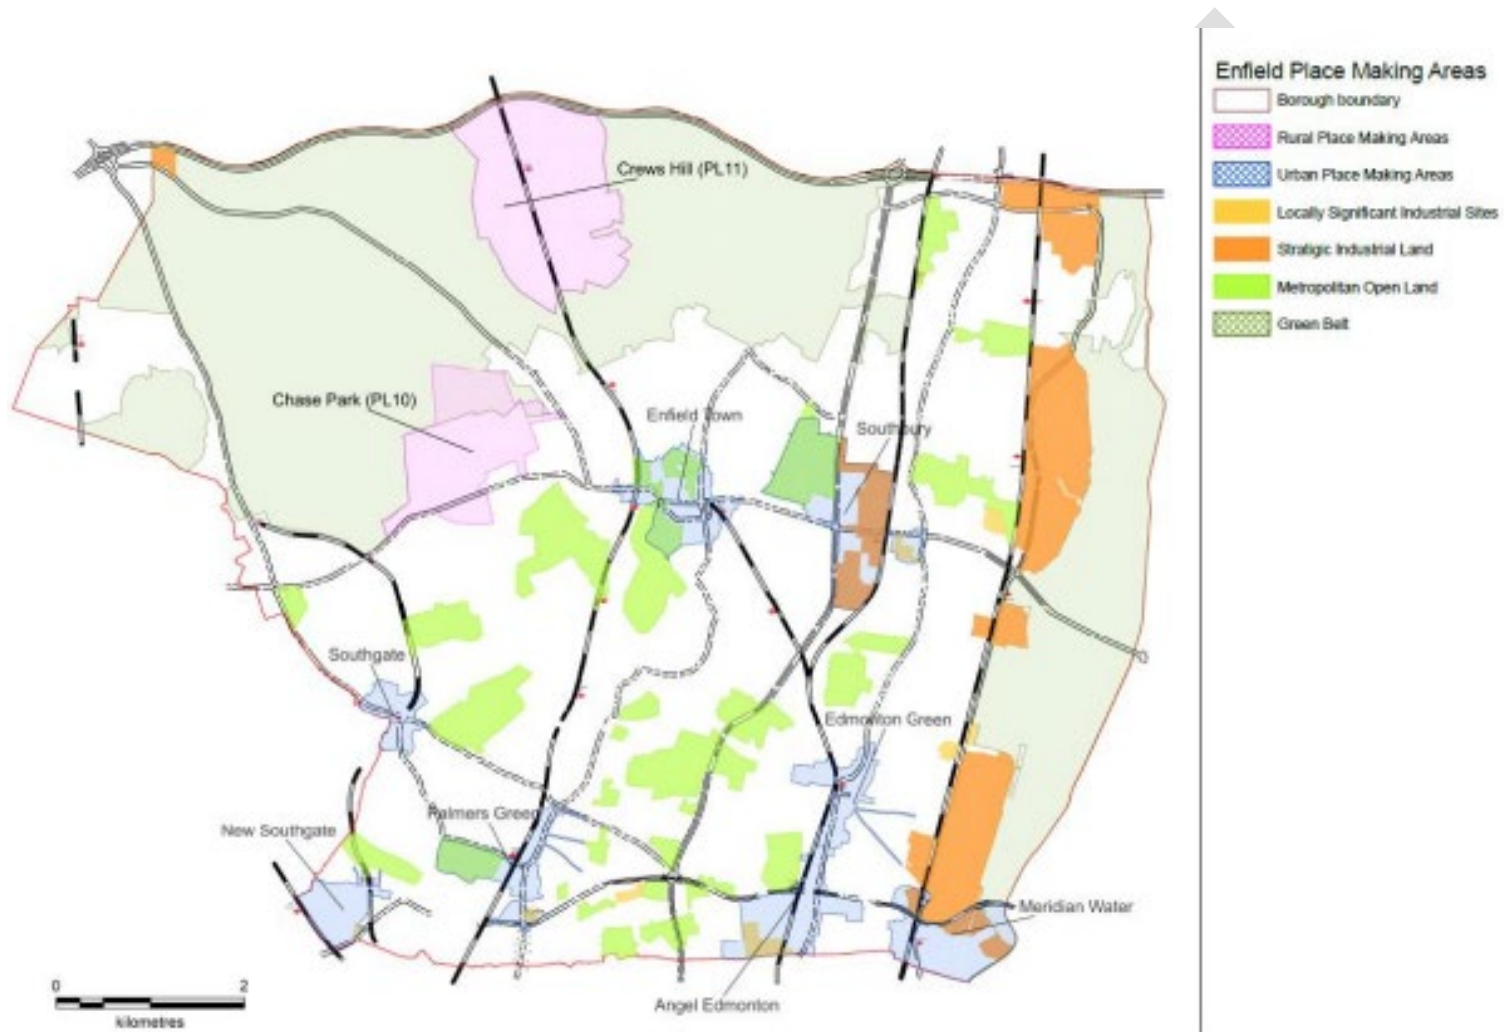 Enfield Place Making Areas
Borough boundary
Rural Place Making Areas
Urban Place Making Areas
Locally Significant Industrial Sites
Stratigic Industrial Land
Metropolitan Open Land
Green Belt
Crews Hill (PL11)
Chase Park (PL10)
Enfield Town
Southbury
Southgate
Edmonton Green
Palmers Green
New Southgate
Meridian Water
Angel Edmonton
0 2
kilometres